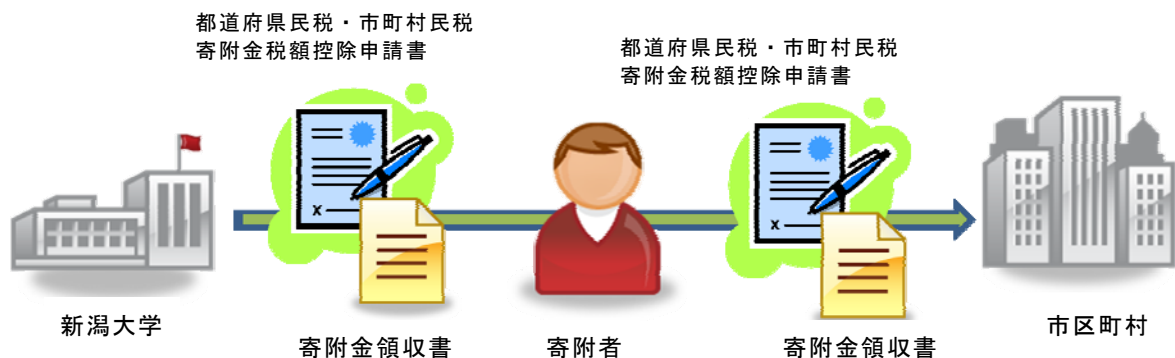 都道府県民税・市町村民税
寄附金税額控除申請書
都道府県民税・市町村民税
寄附金税額控除申請書
x
x
新潟大学
寄附金領収書
寄附者
寄附金領収書
市区町村